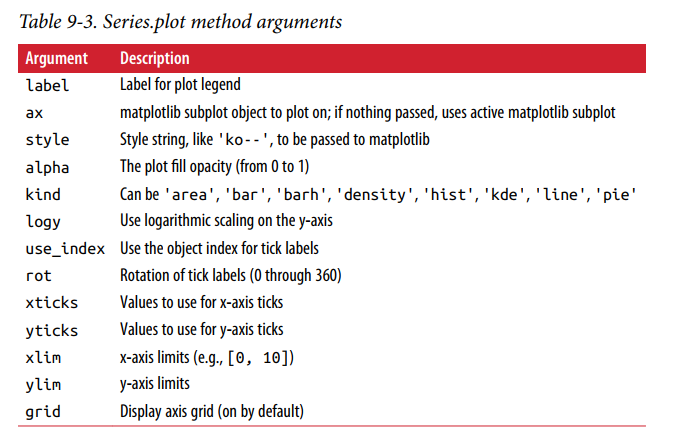 Table 9-3. Series.plot method arguments
Argument Description
label Label for plot legend
ax matplotlib subplot object to plot on; if nothing passed, uses active matplotlib subplot
style Style string, like 'ko--', to be passed to matplotlib
alpha The plot fill opacity (from 0 to 1)
kind Can be 'area', 'bar', 'barh', 'density', 'hist', 'kde', 'line', 'pie'
logy Use logarithmic scaling on the y-axis
use_index Use the object index for tick labels
rot Rotation of tick labels (0 through 360)
xticks Values to use for x-axis ticks
yticks Values to use for y-axis ticks
xlim x-axis limits (e.g., [0, 10])
ylim y-axis limits
grid Display axis grid (on by default)